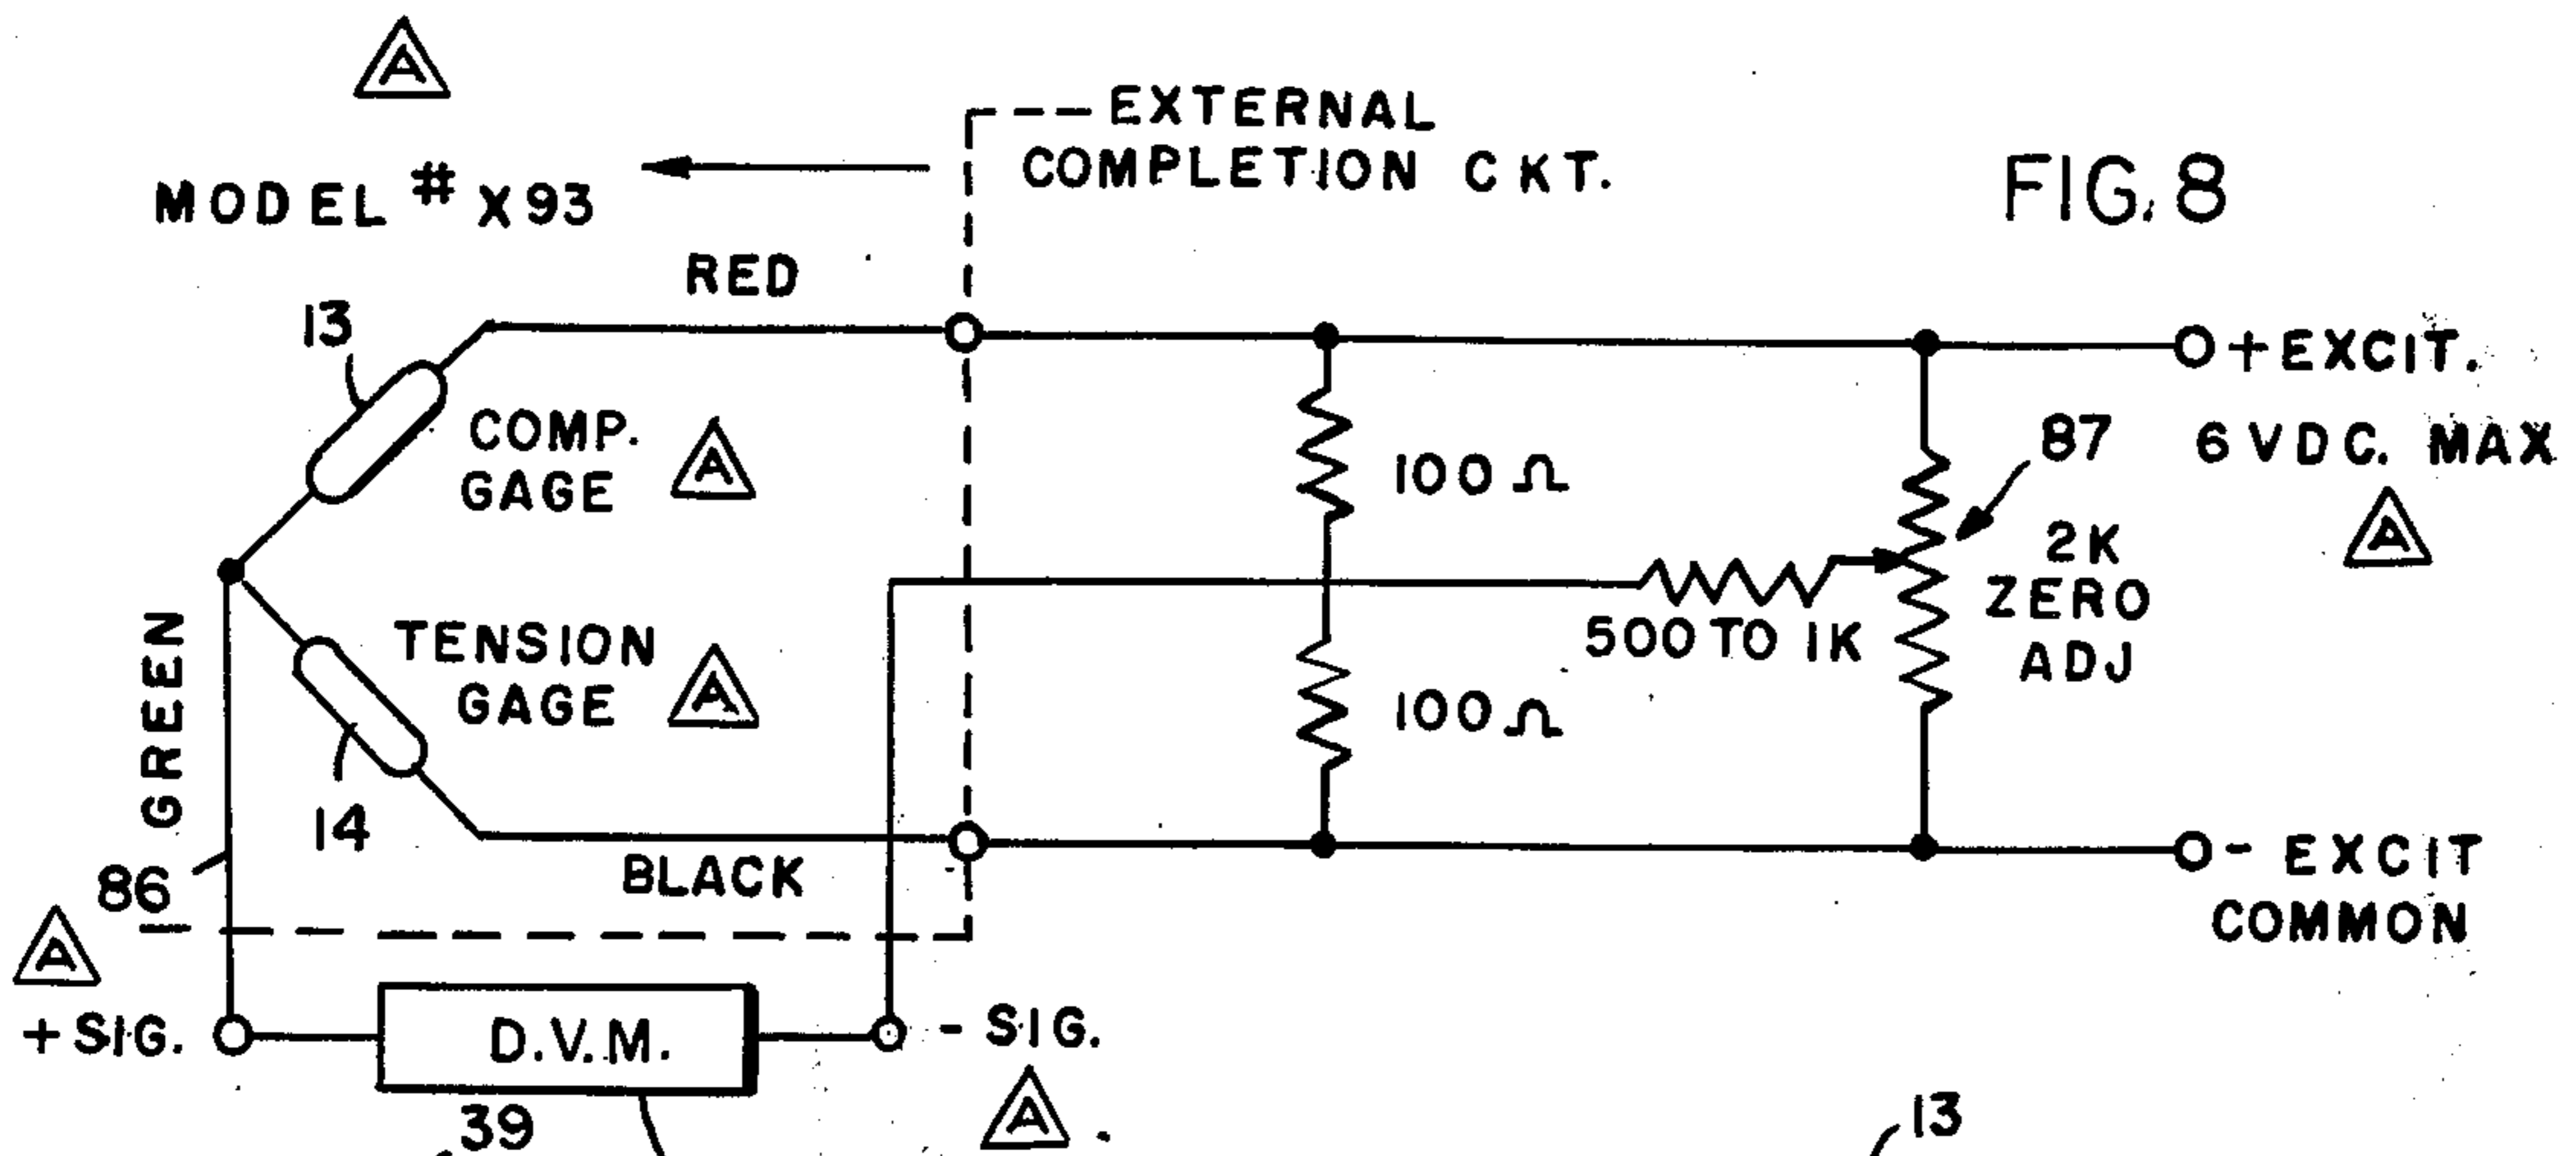 A
MODEL # X93
EXTERNAL
COMPLETION CKT.
FIG. 8
RED
13
COMP.
GAGE
A
+ EXCIT.
6 VDC. MAX
A
100 Ω
87
2K
ZERO
ADJ
500 TO 1K
GREEN
TENSION
GAGE
A
14
100 Ω
BLACK
86
A
- EXCIT
COMMON
+ SIG.
D.V.M.
- SIG.
A
39
13